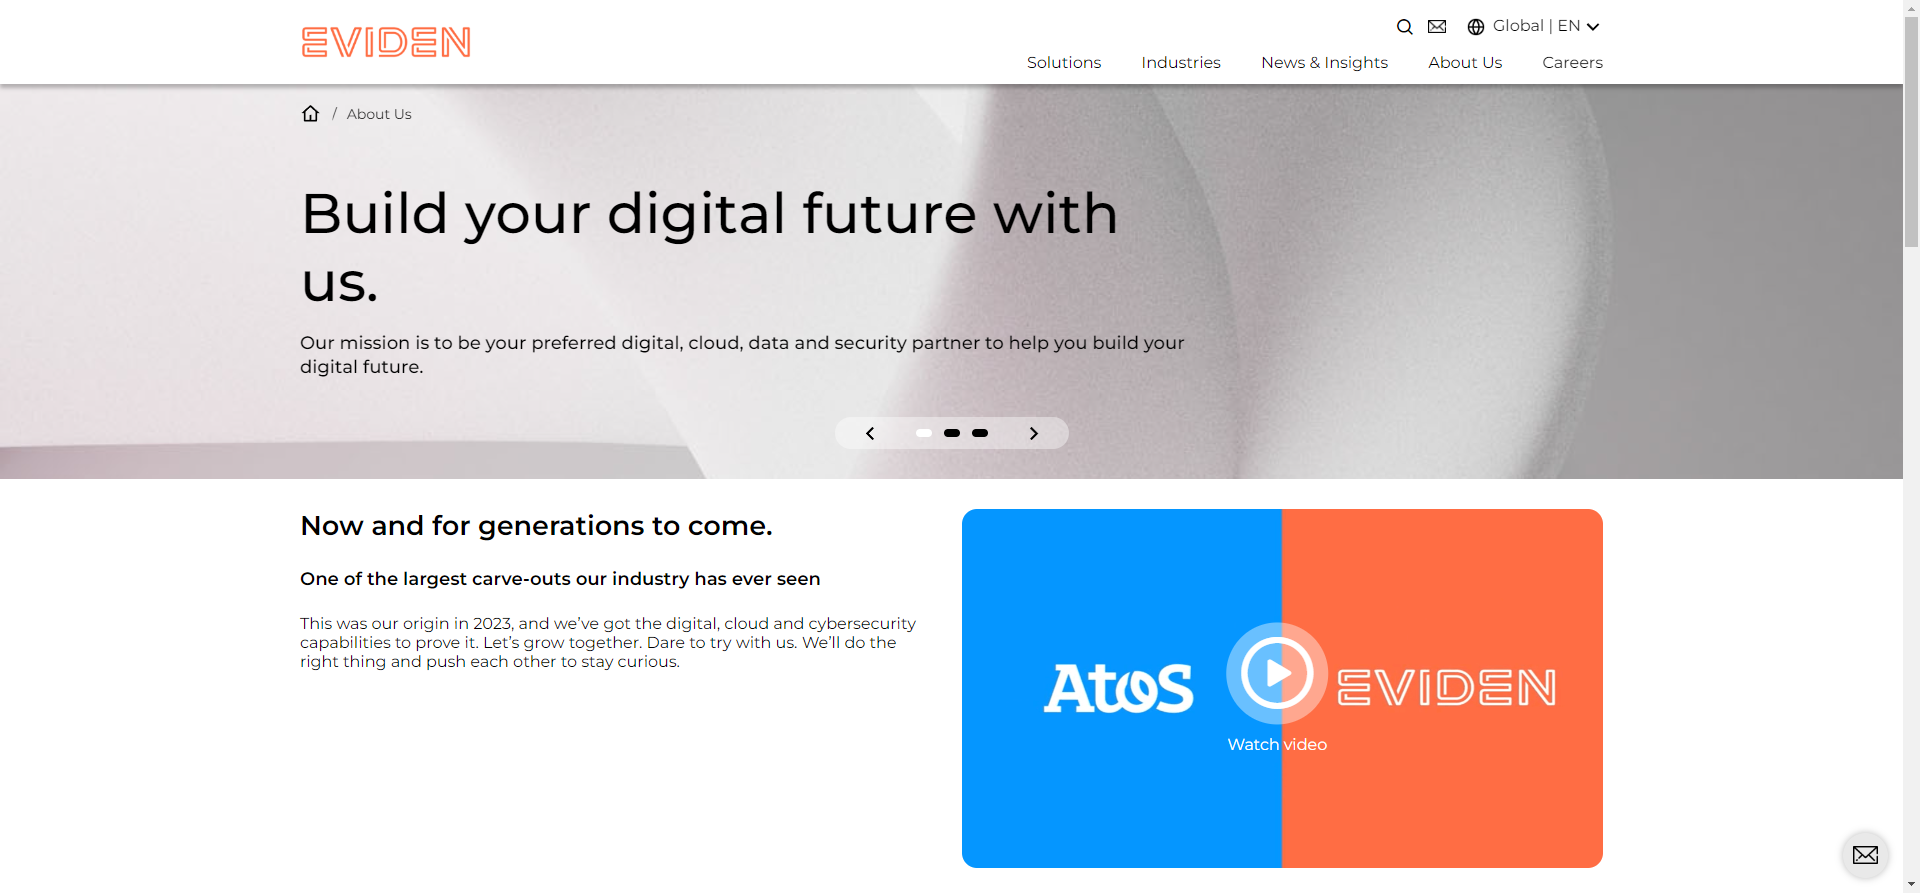 EVIDEN
Global | EN
Solutions Industries News & Insights About Us Careers
/ About Us
Build your digital future with
us.
Our mission is to be your preferred digital, cloud, data and security partner to help you build your
digital future.
Now and for generations to come.
One of the largest carve-outs our industry has ever seen
This was our origin in 2023, and we’ve got the digital, cloud and cybersecurity
capabilities to prove it. Let’s grow together. Dare to try with us. We’ll do the
right thing and push each other to stay curious.
Atos
EVIDEN
Watch video